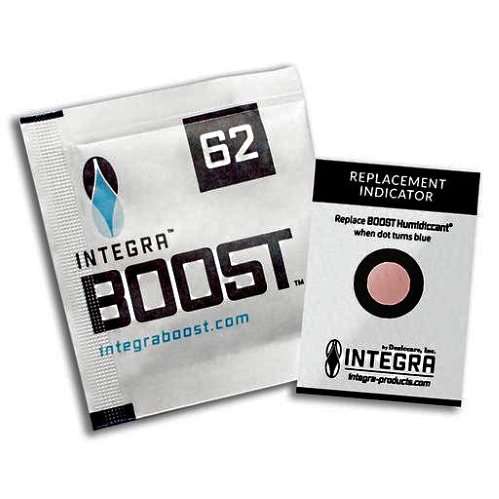 62
INTEGRA™
BOOST™
integraboost.com
REPLACEMENT
INDICATOR
Replace BOOST Humidiccant®
when dot turns blue
by Desiccare, Inc.
INTEGRA
integra-products.com